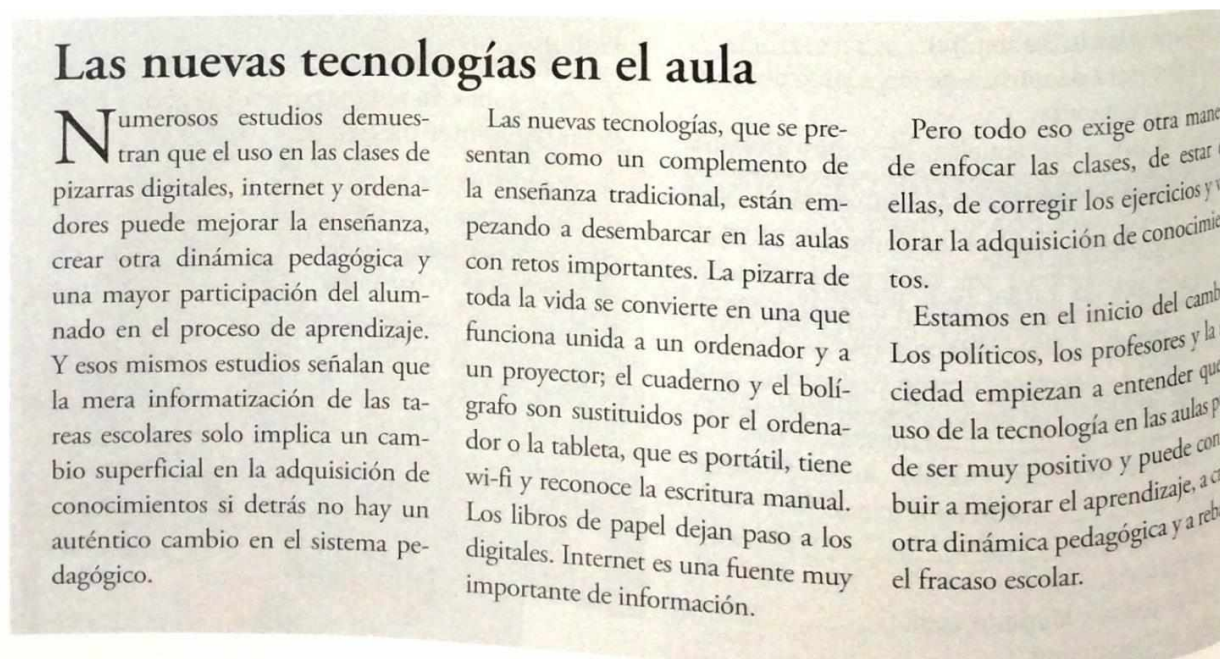 Las nuevas tecnologías en el aula
Numerosos estudios demues-
tran que el uso en las clases de
pizarras digitales, internet y ordena-
dores puede mejorar la enseñanza,
crear otra dinámica pedagógica y
una mayor participación del alum-
nado en el proceso de aprendizaje.
Y esos mismos estudios señalan que
la mera informatización de las ta-
reas escolares solo implica un cam-
bio superficial en la adquisición de
conocimientos si detrás no hay un
auténtico cambio en el sistema pe-
dagógico.
Las nuevas tecnologías, que se pre-
sentan como un complemento de
la enseñanza tradicional, están em-
pezando a desembarcar en las aulas
con retos importantes. La pizarra de
toda la vida se convierte en una que
funciona unida a un ordenador y a
un proyector; el cuaderno y el bolí-
grafo son sustituidos por el ordena-
dor o la tableta, que es portátil, tiene
wi-fi y reconoce la escritura manual.
Los libros de papel dejan paso a los
digitales. Internet es una fuente muy
importante de información.
Pero todo eso exige otra
de enfocar las clases, de estar
ellas, de corregir los ejercicios y
lorar la adquisición de
tos.
Estamos en el inicio del
Los políticos, los profesores y la
ciedad empiezan a entender
uso de la tecnología en las aulas
de ser muy positivo y puede
buir a mejorar el aprendizaje, a
otra dinámica pedagógica y a
el fracaso escolar.